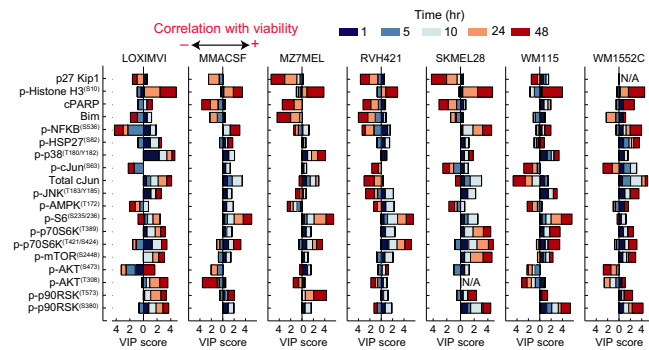 Correlation with viability
− +
Time (hr)
1 5 10 24 48
LOXIMVI MMACSF MZ7MEL RVH421 SKMEL28 WM115 WM1552C
p27 Kip1 N/A
p-Histone H3(S10)
cPARP
Bim
p-NFKB(S536)
p-HSP27(S82)
p-p38(T180/Y182)
p-cJun(S63)
Total cJun
p-JNK(T183/Y185)
p-AMPK(T172)
p-S6(S235/236)
p-p70S6K(T389)
p-p70S6K(T421/S424)
p-mTOR(S2448)
p-AKT(S473)
p-AKT(T308) N/A
p-p90RSK(T573)
p-p90RSK(S380)
4 2 0 2 4 4 2 0 2 4 4 2 0 2 4 4 2 0 2 4 4 2 0 2 4 4 2 0 2 4 4 2 0 2 4
VIP score VIP score VIP score VIP score VIP score VIP score VIP score